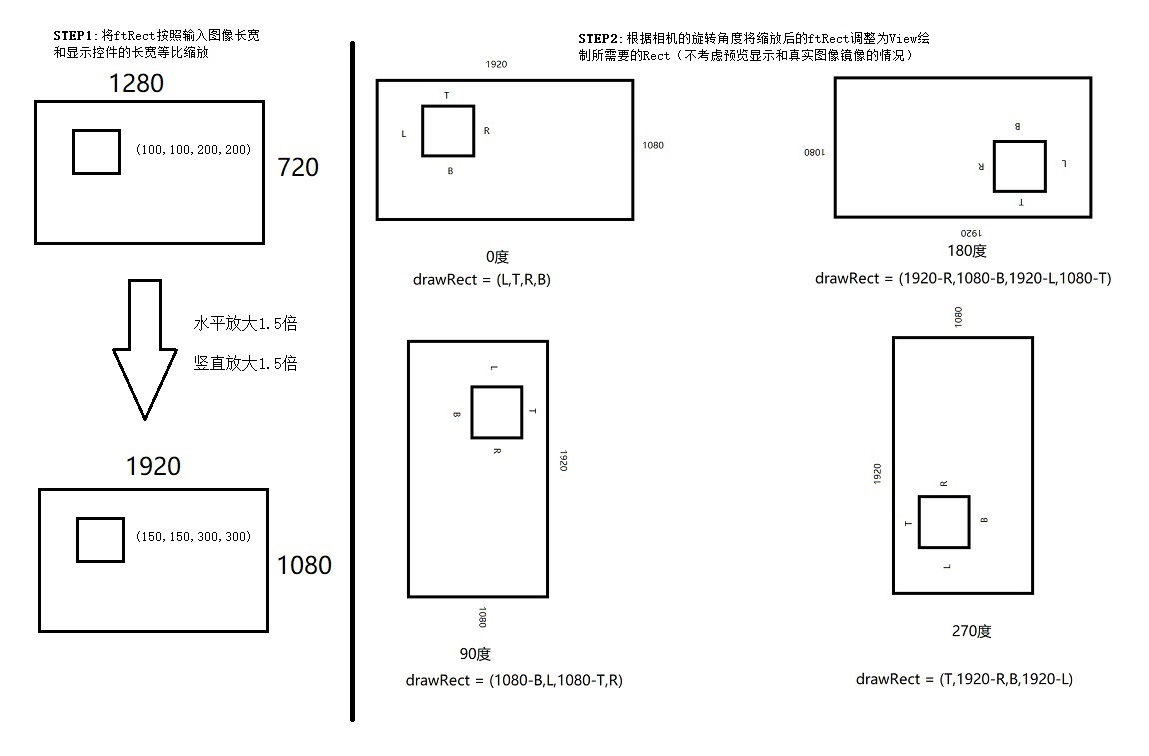 STEP1:将ftRect按照输入图像长宽
和显示控件的长宽等比缩放
1280
(100,100,200,200)
720
水平放大1.5倍
竖直放大1.5倍
1920
(150,150,300,300)
1080
STEP2:根据相机的旋转角度将缩放后的ftRect调整为View绘
制所需要的Rect（不考虑预览显示和真实图像镜像的情况）
1920
T
L
R
B
1080
0度
drawRect = (L,T,R,B)
B
1080
R
L
T
1920
180度
drawRect = (1920-R,1080-B,1920-L,1080-T)
L
B
T
R
1920
1080
90度
drawRect = (1080-B,L,1080-T,R)
1080
1920
R
T
B
L
270度
drawRect = (T,1920-R,B,1920-L)